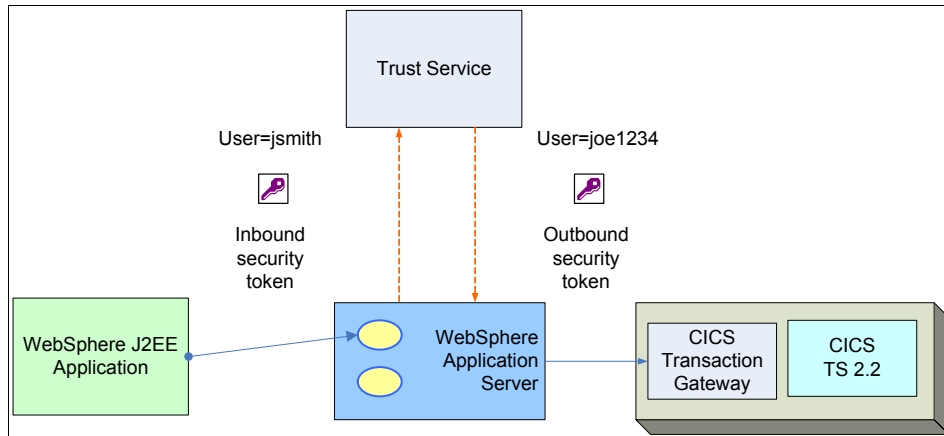 Trust Service
User=jsmith
User=joe1234
Inbound
security
token
Outbound
security
token
WebSphere J2EE
Application
WebSphere
Application
Server
CICS
Transaction
Gateway
CICS
TS 2.2